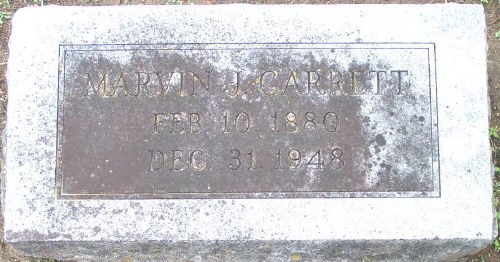 MARVIN J. GARRETT
FEB. 10, 1880
DEC. 31, 1948